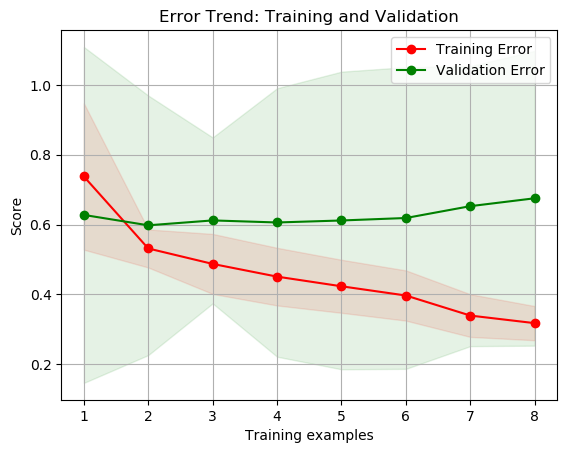 Error Trend: Training and Validation
Training Error
Validation Error
Score
1.0
0.8
0.6
0.4
0.2
1 2 3 4 5 6 7 8
Training examples